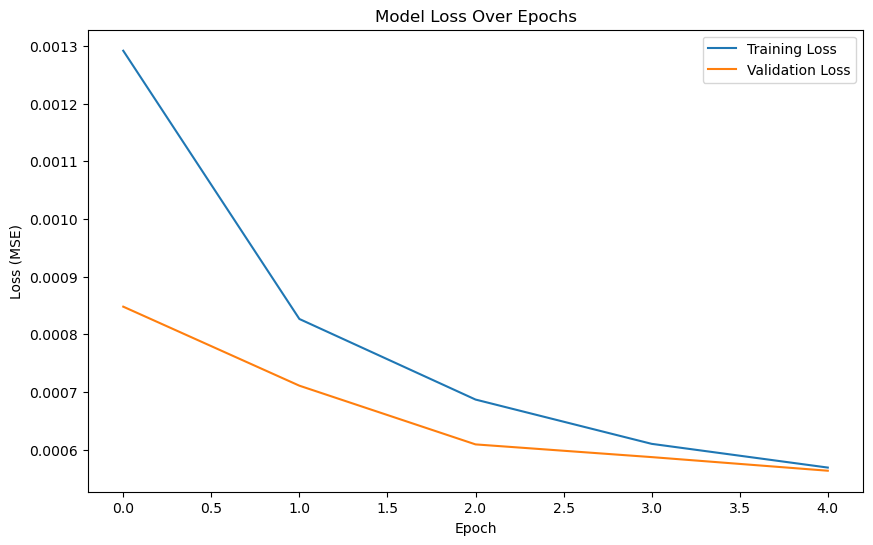 Model Loss Over Epochs
Training Loss
Validation Loss
0.0013
0.0012
0.0011
0.0010
0.0009
0.0008
0.0007
0.0006
Loss (MSE)
0.0 0.5 1.0 1.5 2.0 2.5 3.0 3.5 4.0
Epoch